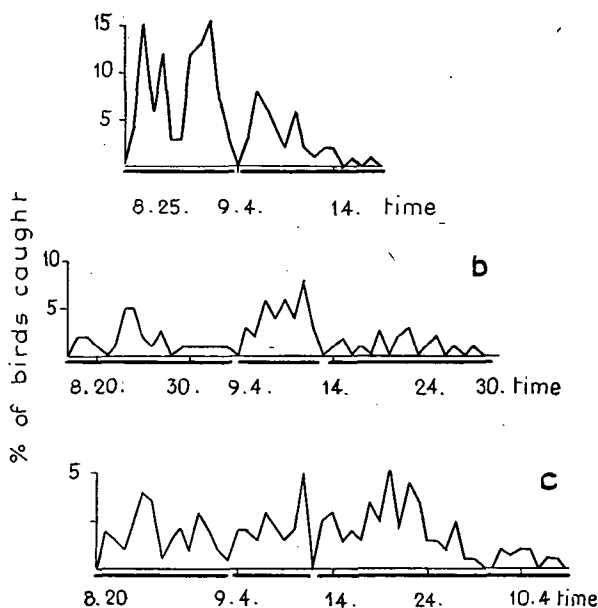 15
10
5
8.25. 9.4. 14. time
% of birds caught
b
10
5
8.20: 30. 9.4. 14. 24. 30. time
c
5
8.20 9.4. 14. 24. 10.4 time